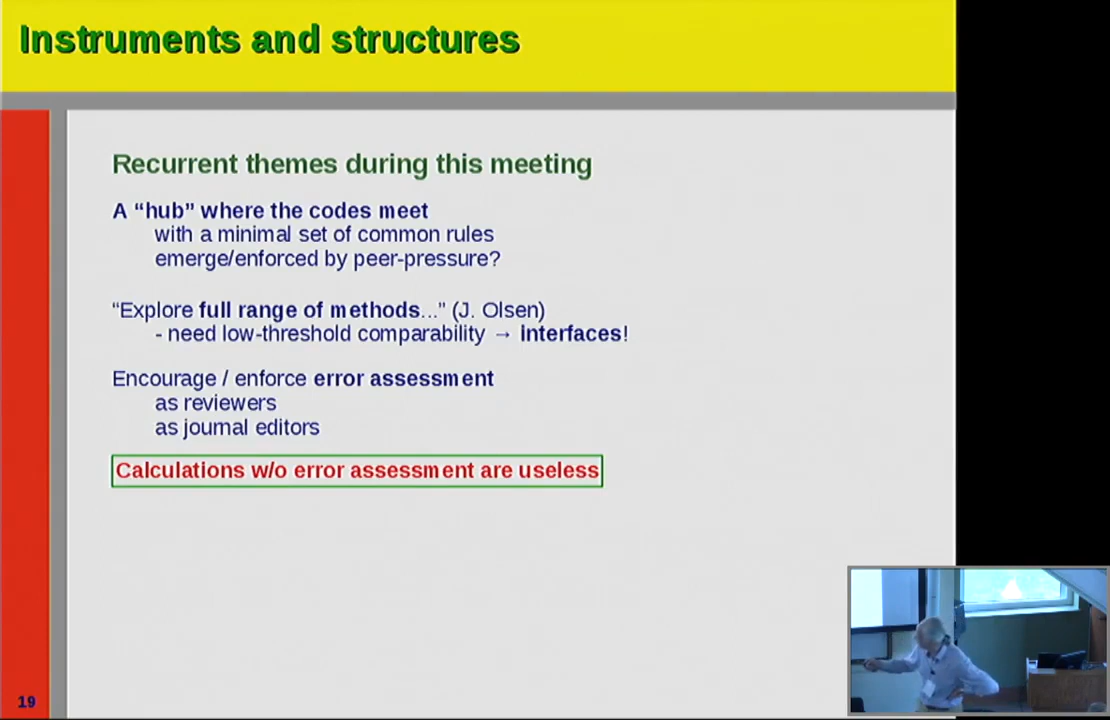 Instruments and structures
Recurrent themes during this meeting
A “hub” where the codes meet
with a minimal set of common rules
emerge/enforced by peer-pressure?
“Explore full range of methods...” (J. Olsen)
- need low-threshold comparability → interfaces!
Encourage / enforce error assessment
as reviewers
as journal editors
Calculations w/o error assessment are useless
19